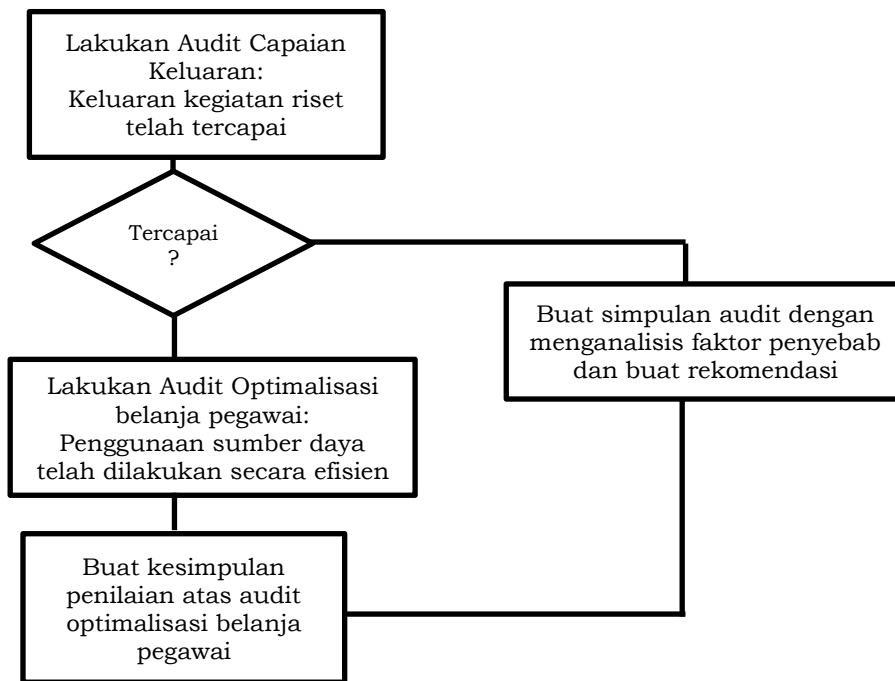 Lakukan Audit Capaian
Keluaran:
Keluaran kegiatan riset
telah tercapai
Tercapai
?
Buat simpulan audit dengan
menganalisis faktor penyebab
dan buat rekomendasi
Lakukan Audit Optimalisasi
belanja pegawai:
Penggunaan sumber daya
telah dilakukan secara efisien
Buat kesimpulan
penilaian atas audit
optimalisasi belanja
pegawai